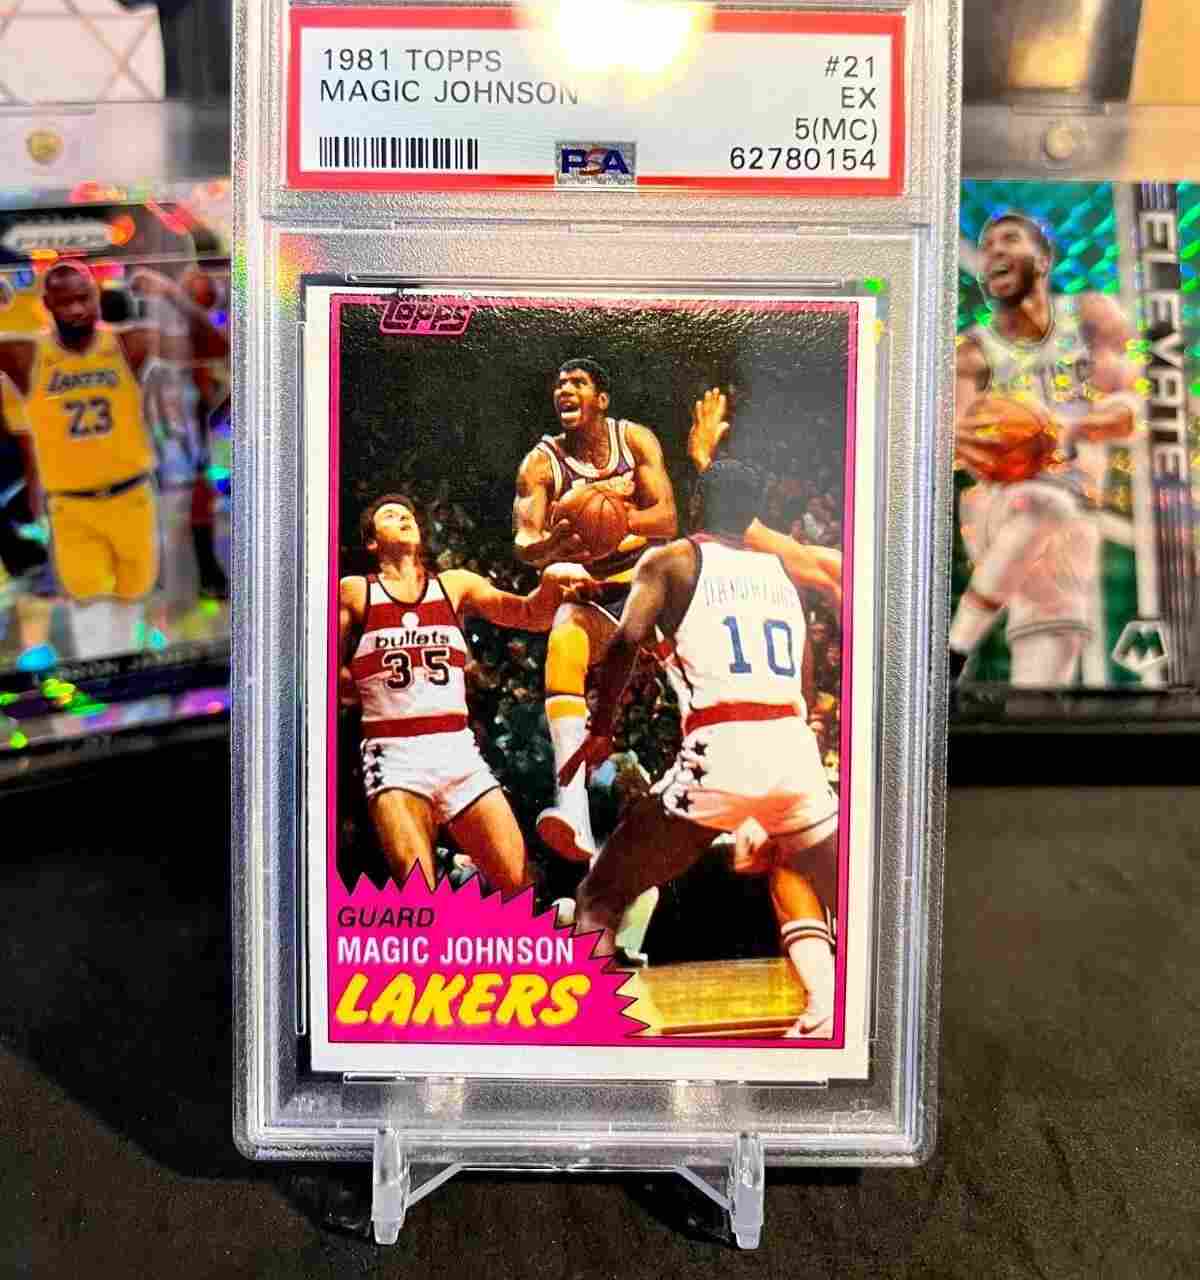 1981 TOPPS
MAGIC JOHNSON
#21
EX
5(MC)
62780154
PSA
TOPPS
bullets
35
10
GUARD
MAGIC JOHNSON
LAKERS
PRIZM
LAKERS
23
ELEVATE
M